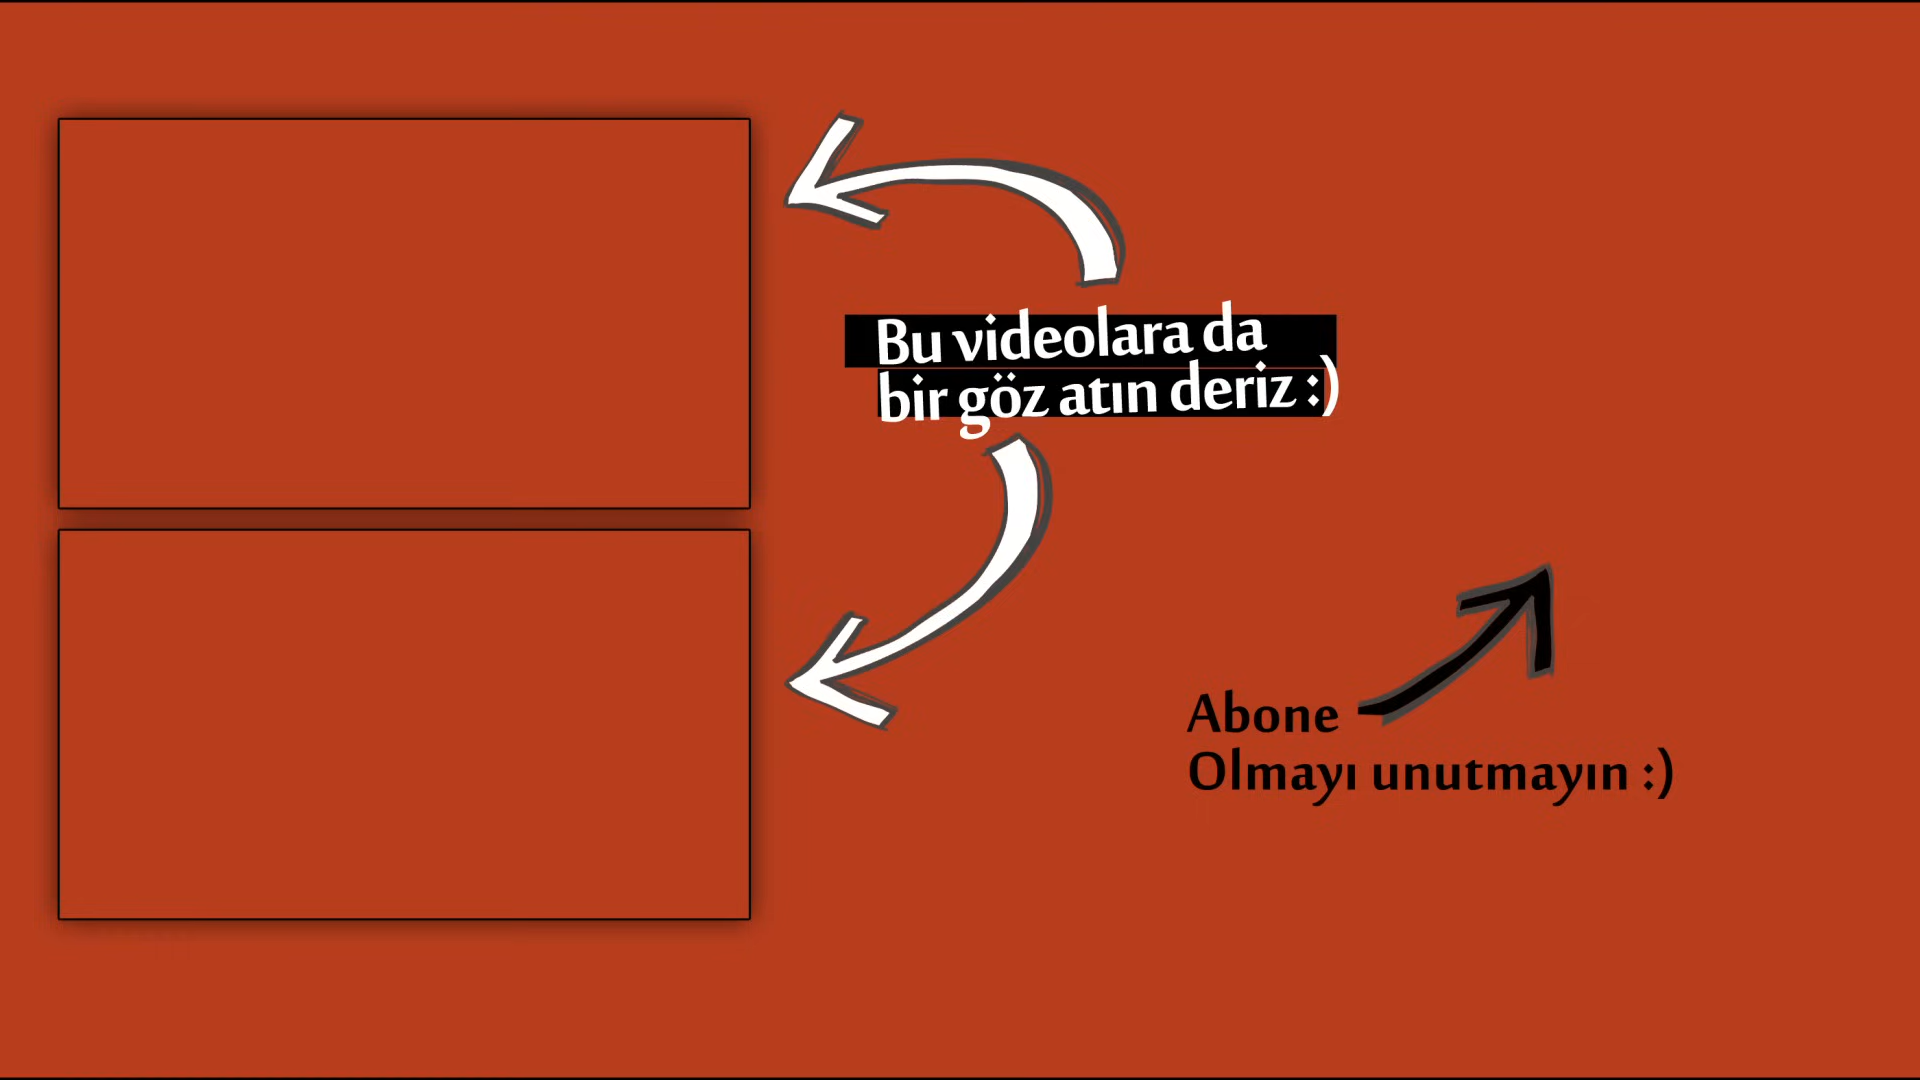 Bu videolara da
bir göz atın deriz :)
Abone
Olmayı unutmayın :)